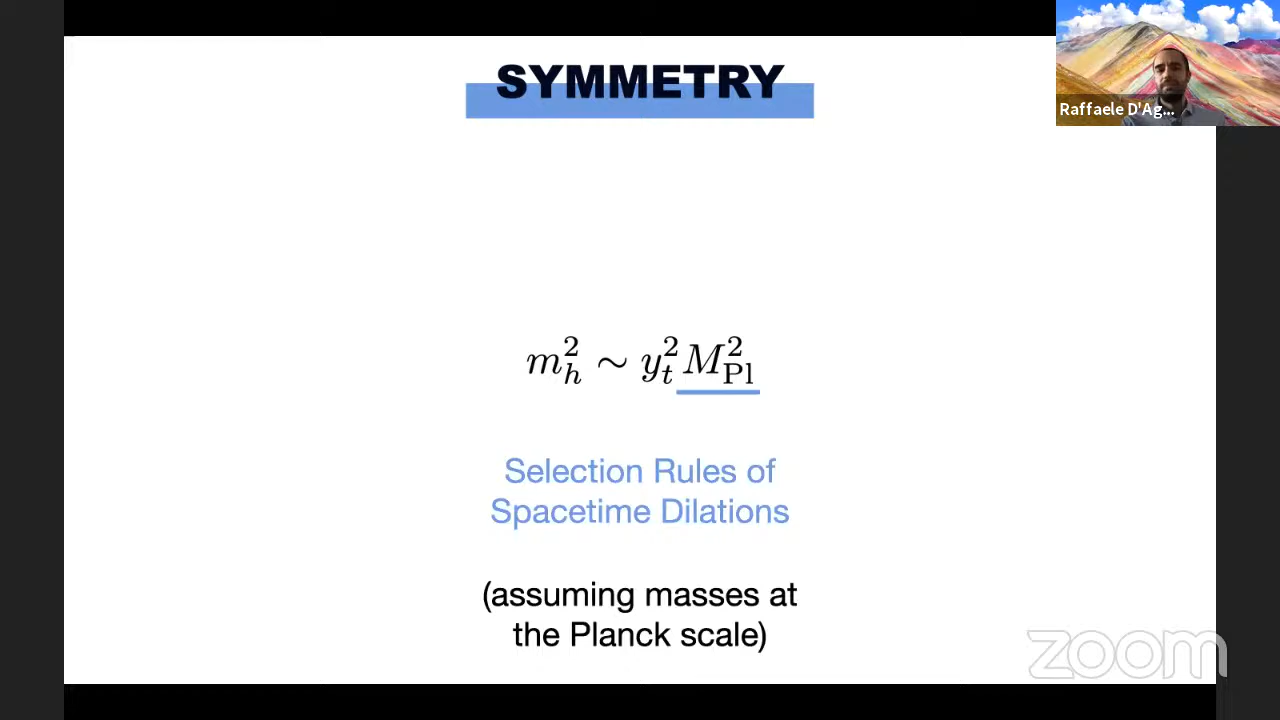 SYMMETRY
Raffaele D'Ag...
m_h^2 ∼ y_t^2 M_Pl^2
Selection Rules of
Spacetime Dilations
(assuming masses at
the Planck scale)
zoom